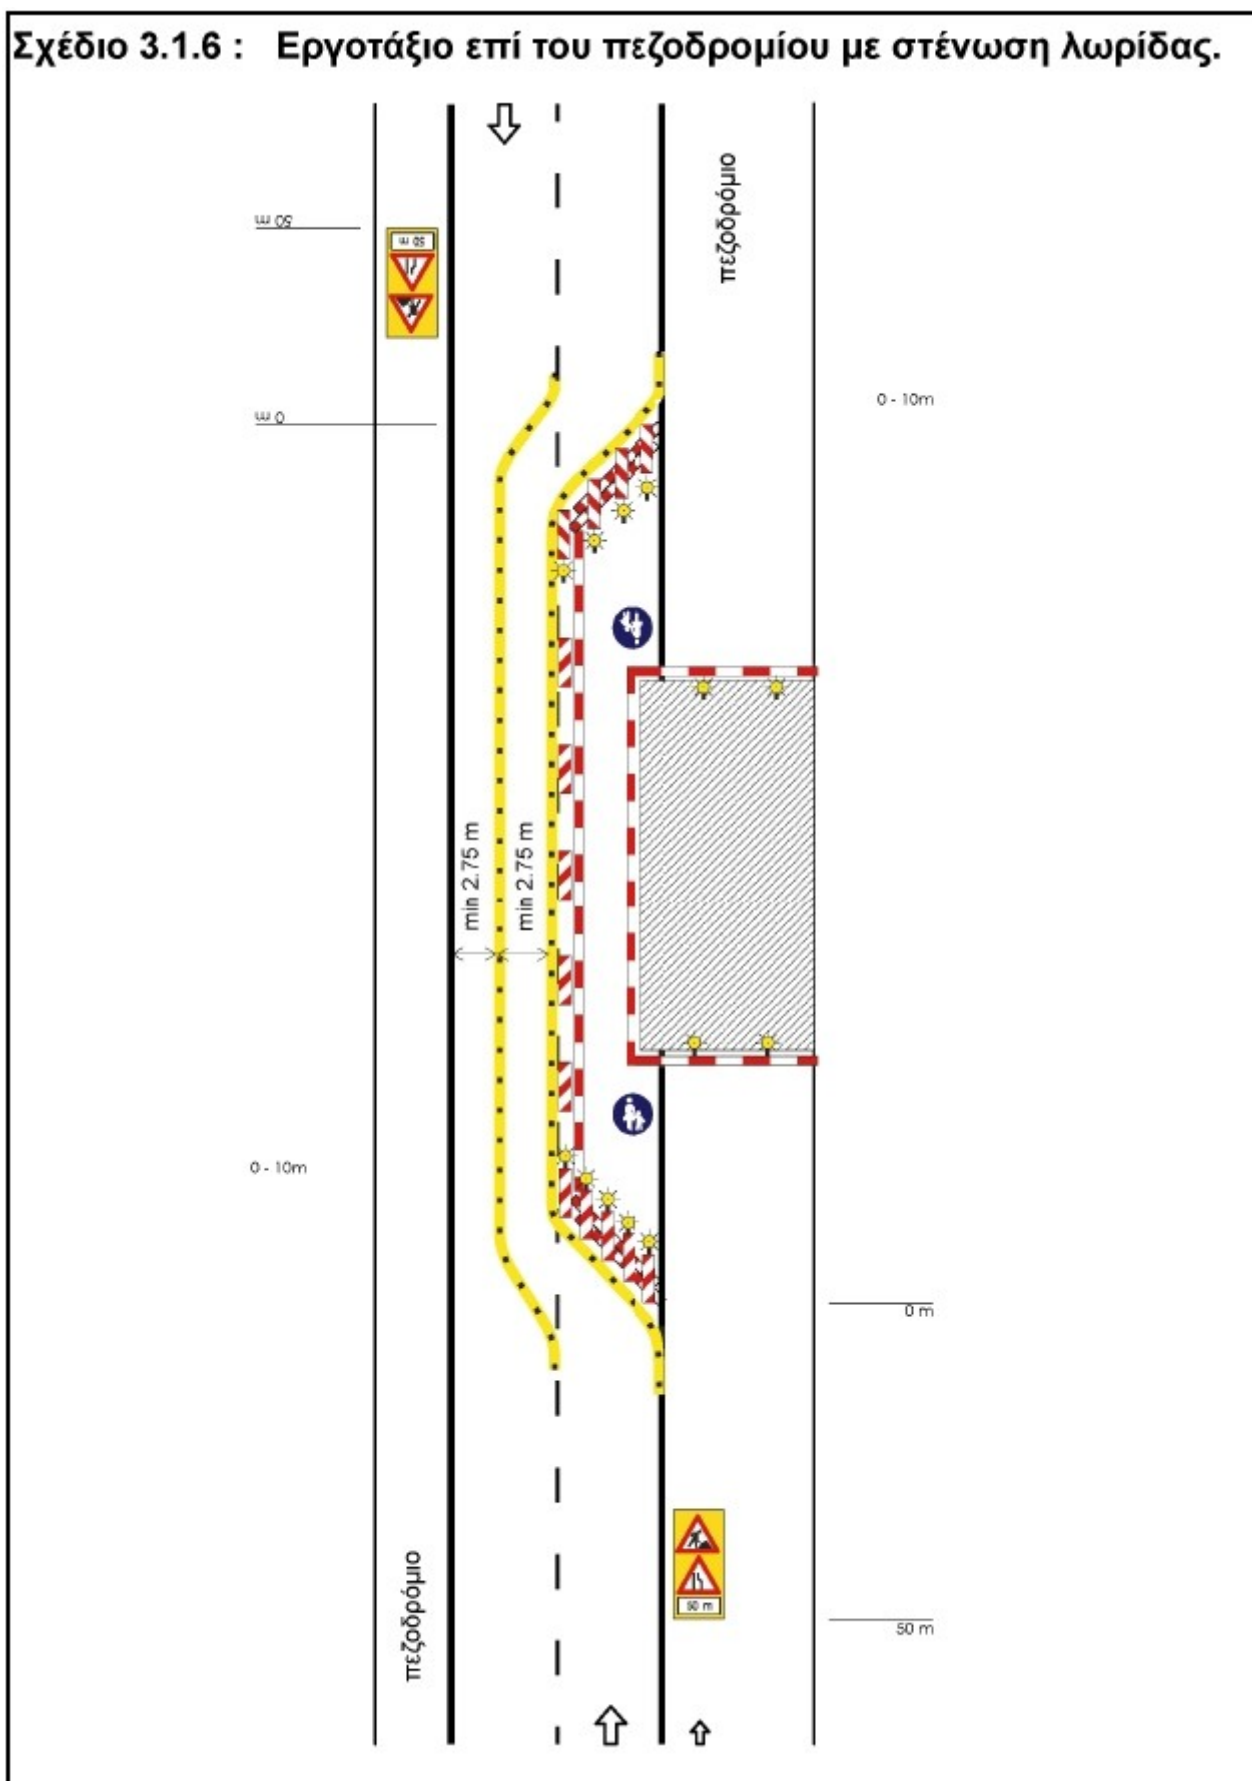 Σχέδιο 3.1.6 : Εργοτάξιο επί του πεζοδρομίου με στένωση λωρίδας.
πεζοδρόμιο
50 m
50 m
0 - 10m
0 m
min 2.75 m
min 2.75 m
0 - 10m
0 m
πεζοδρόμιο
50 m
50 m